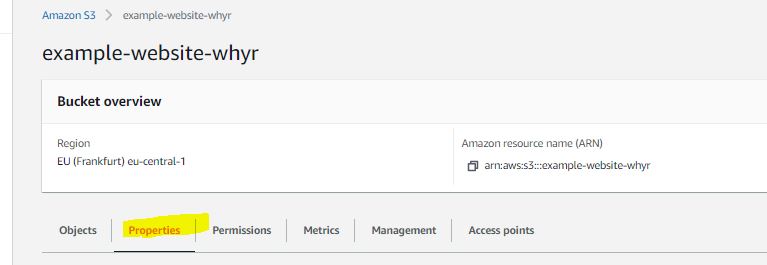 Amazon S3 > example-website-whyr
example-website-whyr
Bucket overview
Region
EU (Frankfurt) eu-central-1
Amazon resource name (ARN)
arn:aws:s3:::example-website-whyr
Objects Properties Permissions Metrics Management Access points